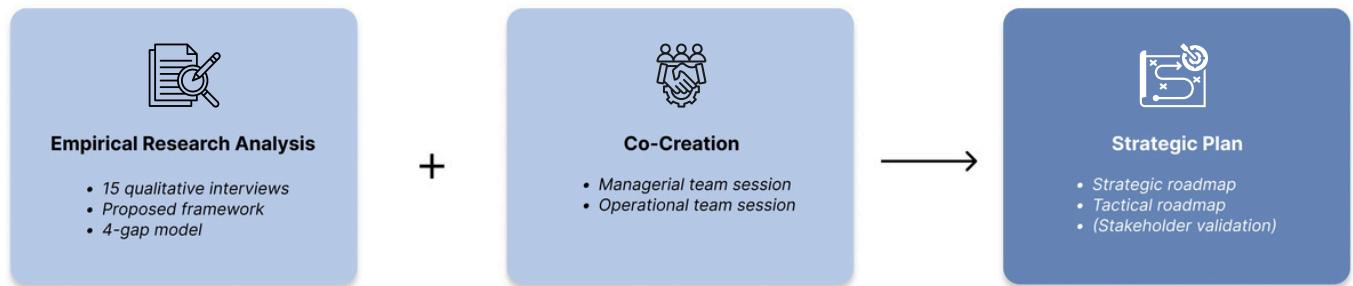 Empirical Research Analysis
• 15 qualitative interviews
• Proposed framework
• 4-gap model
+
Co-Creation
• Managerial team session
• Operational team session
Strategic Plan
• Strategic roadmap
• Tactical roadmap
• (Stakeholder validation)